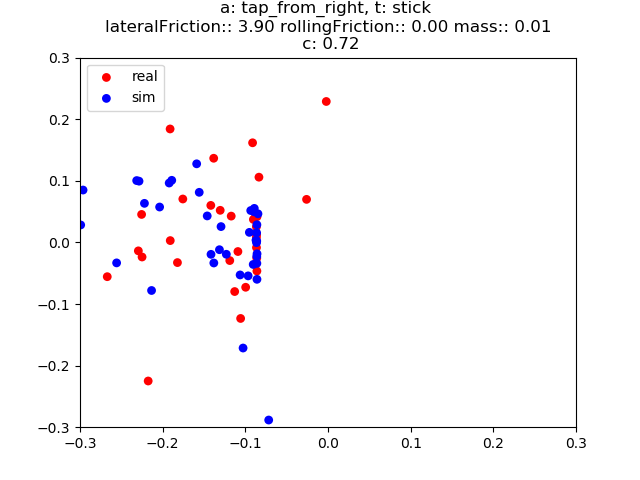 a: tap_from_right, t: stick
lateralFriction:: 3.90 rollingFriction:: 0.00 mass:: 0.01
c: 0.72
real
sim
0.3
0.2
0.1
0.0
−0.1
−0.2
−0.3
−0.3 −0.2 −0.1 0.0 0.1 0.2 0.3